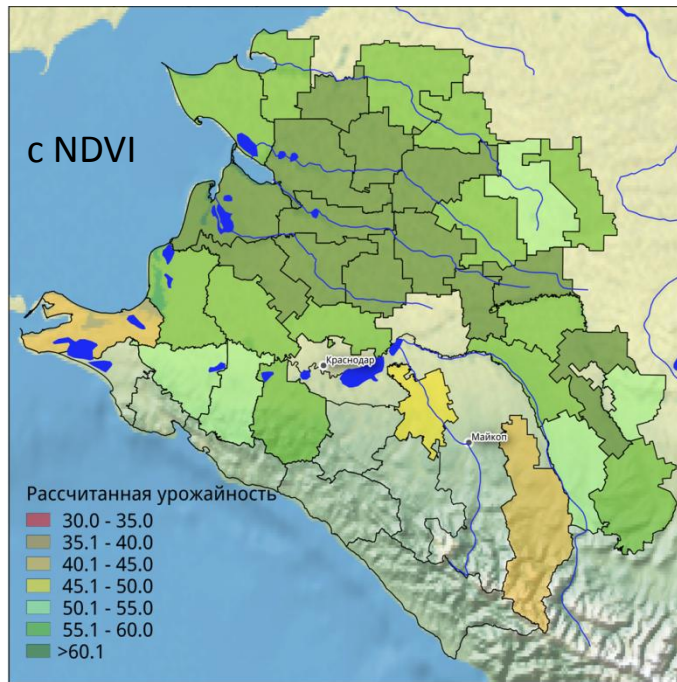 с NDVI
Краснодар
Майкоп
Рассчитанная урожайность
30.0 - 35.0
35.1 - 40.0
40.1 - 45.0
45.1 - 50.0
50.1 - 55.0
55.1 - 60.0
>60.1